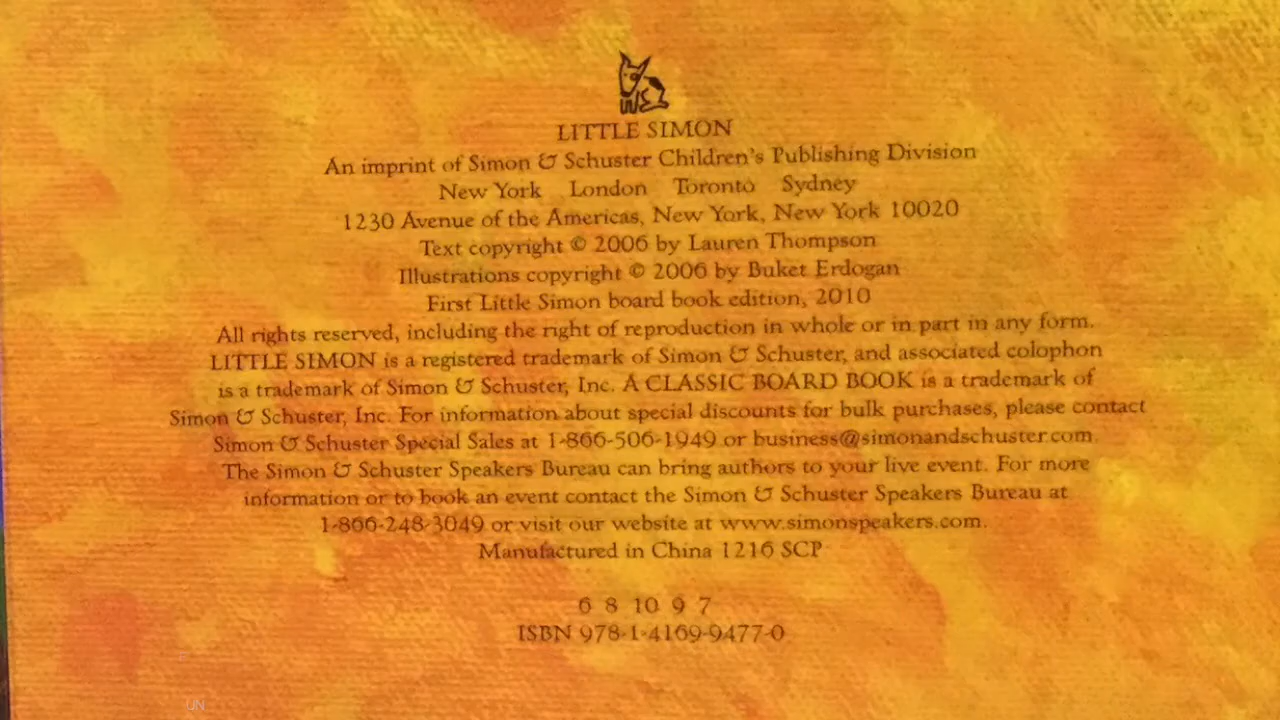 LITTLE SIMON
An imprint of Simon & Schuster Children's Publishing Division
New York London Toronto Sydney
1230 Avenue of the Americas, New York, New York 10020
Text copyright © 2006 by Lauren Thompson
Illustrations copyright © 2006 by Buket Erdogan
First Little Simon board book edition, 2010
All rights reserved, including the right of reproduction in whole or in part in any form.
LITTLE SIMON is a registered trademark of Simon & Schuster, and associated colophon
is a trademark of Simon & Schuster, Inc. A CLASSIC BOARD BOOK is a trademark of
Simon & Schuster, Inc. For information about special discounts for bulk purchases, please contact
Simon & Schuster Special Sales at 1-866-506-1949 or business@simonandschuster.com.
The Simon & Schuster Speakers Bureau can bring authors to your live event. For more
information or to book an event contact the Simon & Schuster Speakers Bureau at
1-866-248-3049 or visit our website at www.simonspeakers.com.
Manufactured in China 1216 SCP
6 8 10 9 7
ISBN 978-1-4169-9477-0
UN